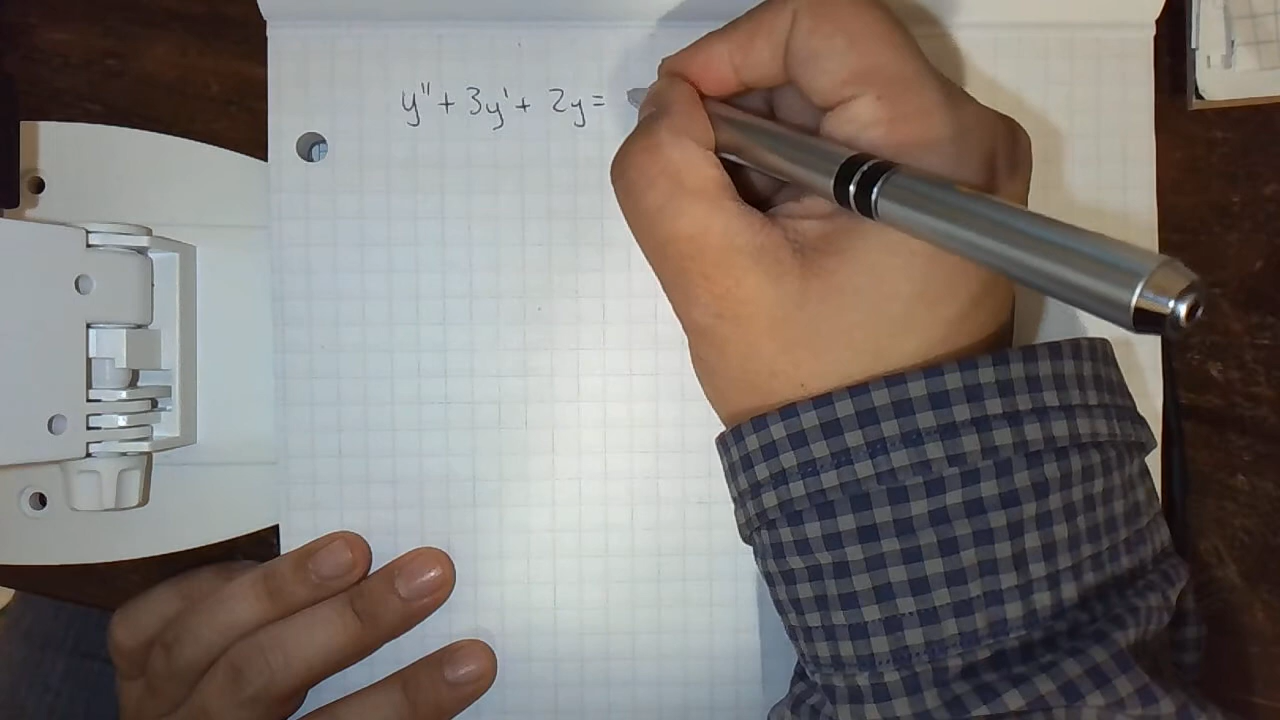 y" + 3y' + 2y =